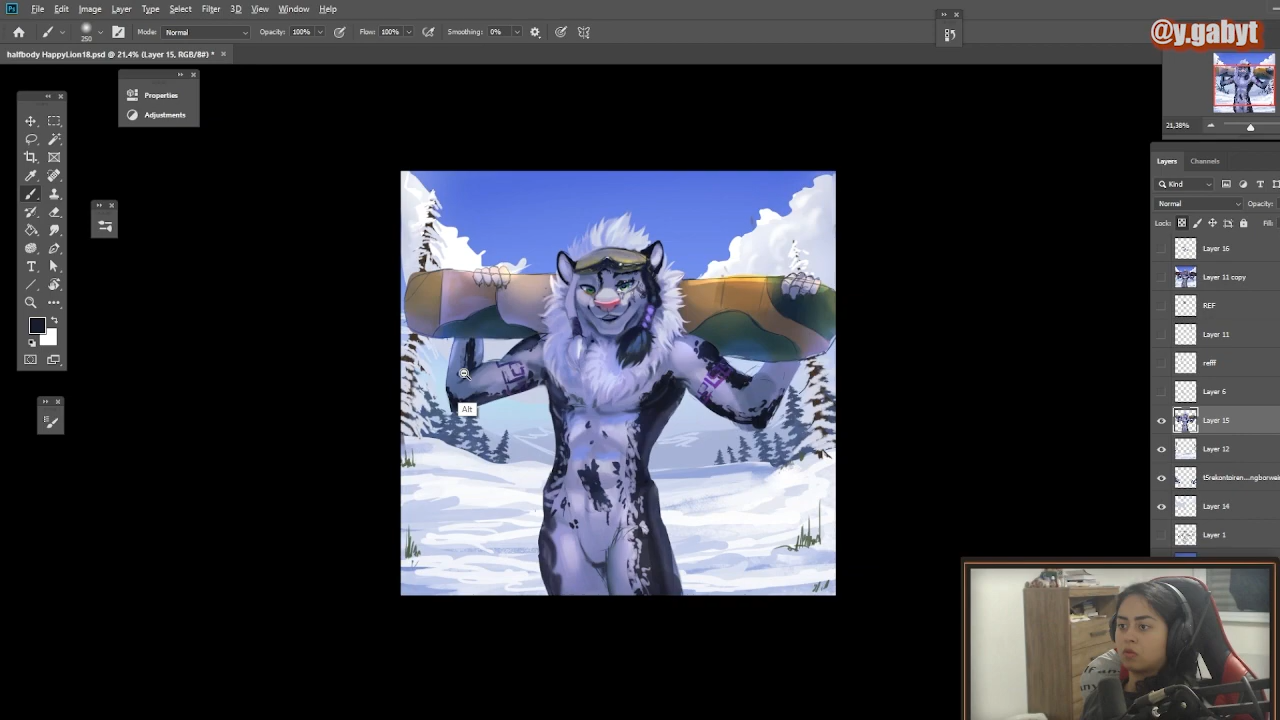 Ps File Edit Image Layer Type Select Filter 3D View Window Help
250 Mode: Normal Opacity: 100% Flow: 100% Smoothing: 0%
@y.gabyt
halfbody HappyLion18.psd @ 21,4% (Layer 15, RGB/8#) *
Properties
Adjustments
21,38%
Layers Channels
Kind
Normal Opacity:
Lock: Fill:
Layer 16
Layer 11 copy
REF
Layer 11
refff
Layer 6
Layer 15
Layer 12
Layer 14
Layer 1
Alt